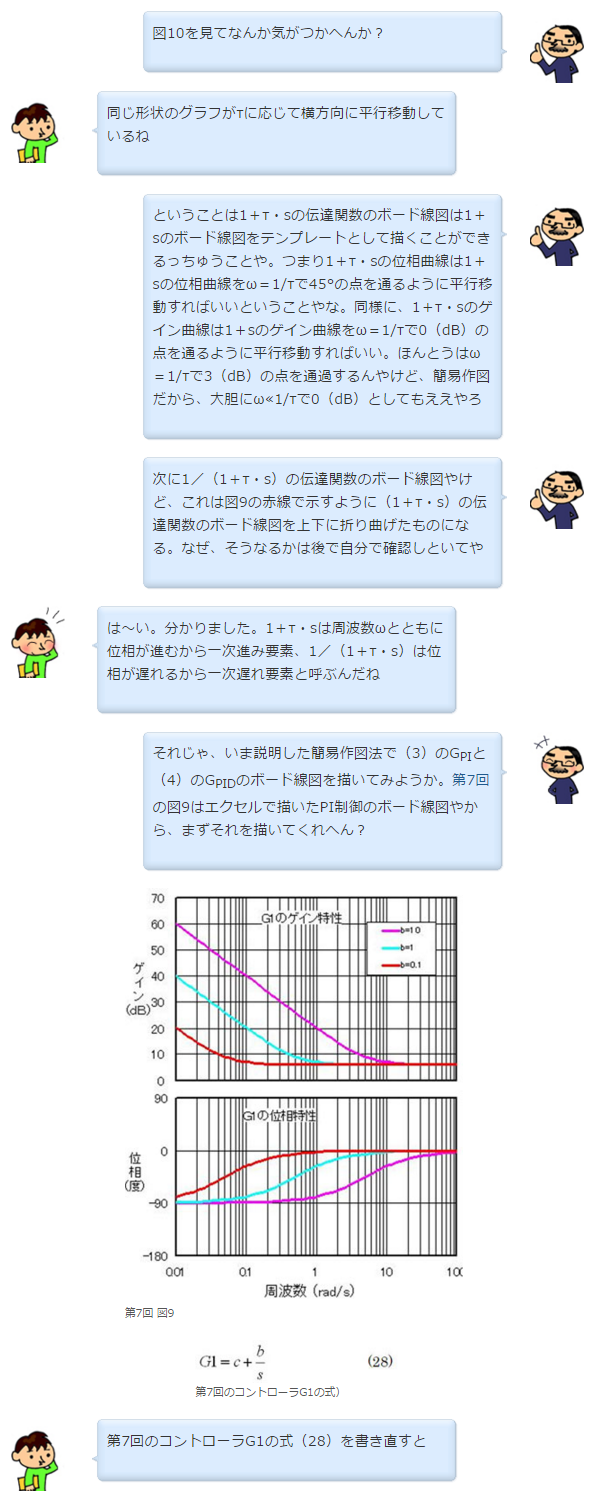 図10を見てなんか気がつかへんか？
同じ形状のグラフがτに応じて横方向に平行移動して
いるね
ということは1＋τ・sの伝達関数のボード線図は1＋
sのボード線図をテンプレートとして描くことができ
るっちゅうことや。つまり1＋τ・sの位相曲線は1＋
sの位相曲線をω＝1/τで45°の点を通るように平行移
動すればいいということやな。同様に、1＋τ・sのゲ
イン曲線は1＋sのゲイン曲線をω＝1/τで0（dB）の
点を通るように平行移動すればいい。ほんとうはω
＝1/τで3（dB）の点を通過するんやけど、簡易作図
だから、大胆にω«1/τで0（dB）としてもええやろ
次に1／（1＋τ・s）の伝達関数のボード線図やけ
ど、これは図9の赤線で示すように（1＋τ・s）の伝
達関数のボード線図を上下に折り曲げたものにな
る。なぜ、そうなるかは後で自分で確認しといてや
は～い。分かりました。1＋τ・sは周波数ωとともに
位相が進むから一次進み要素、1／（1＋τ・s）は位
相が遅れるから一次遅れ要素と呼ぶんだね
それじゃ、いま説明した簡易作図法で（3）のGPIと
（4）のGPIDのボード線図を描いてみようか。第7回
の図9はエクセルで描いたPI制御のボード線図やか
ら、まずそれを描いてくれへん？
70
60
50
40
30
20
10
0
ゲイン(dB)
G1のゲイン特性
b=10
b=1
b=0.1
90
0
-90
-180
位相(度)
G1の位相特性
0.01 0.1 1 10 100
周波数 (rad/s)
第7回 図9
G1 = c + b/s (28)
第7回のコントローラG1の式）
第7回のコントローラG1の式（28）を書き直すと